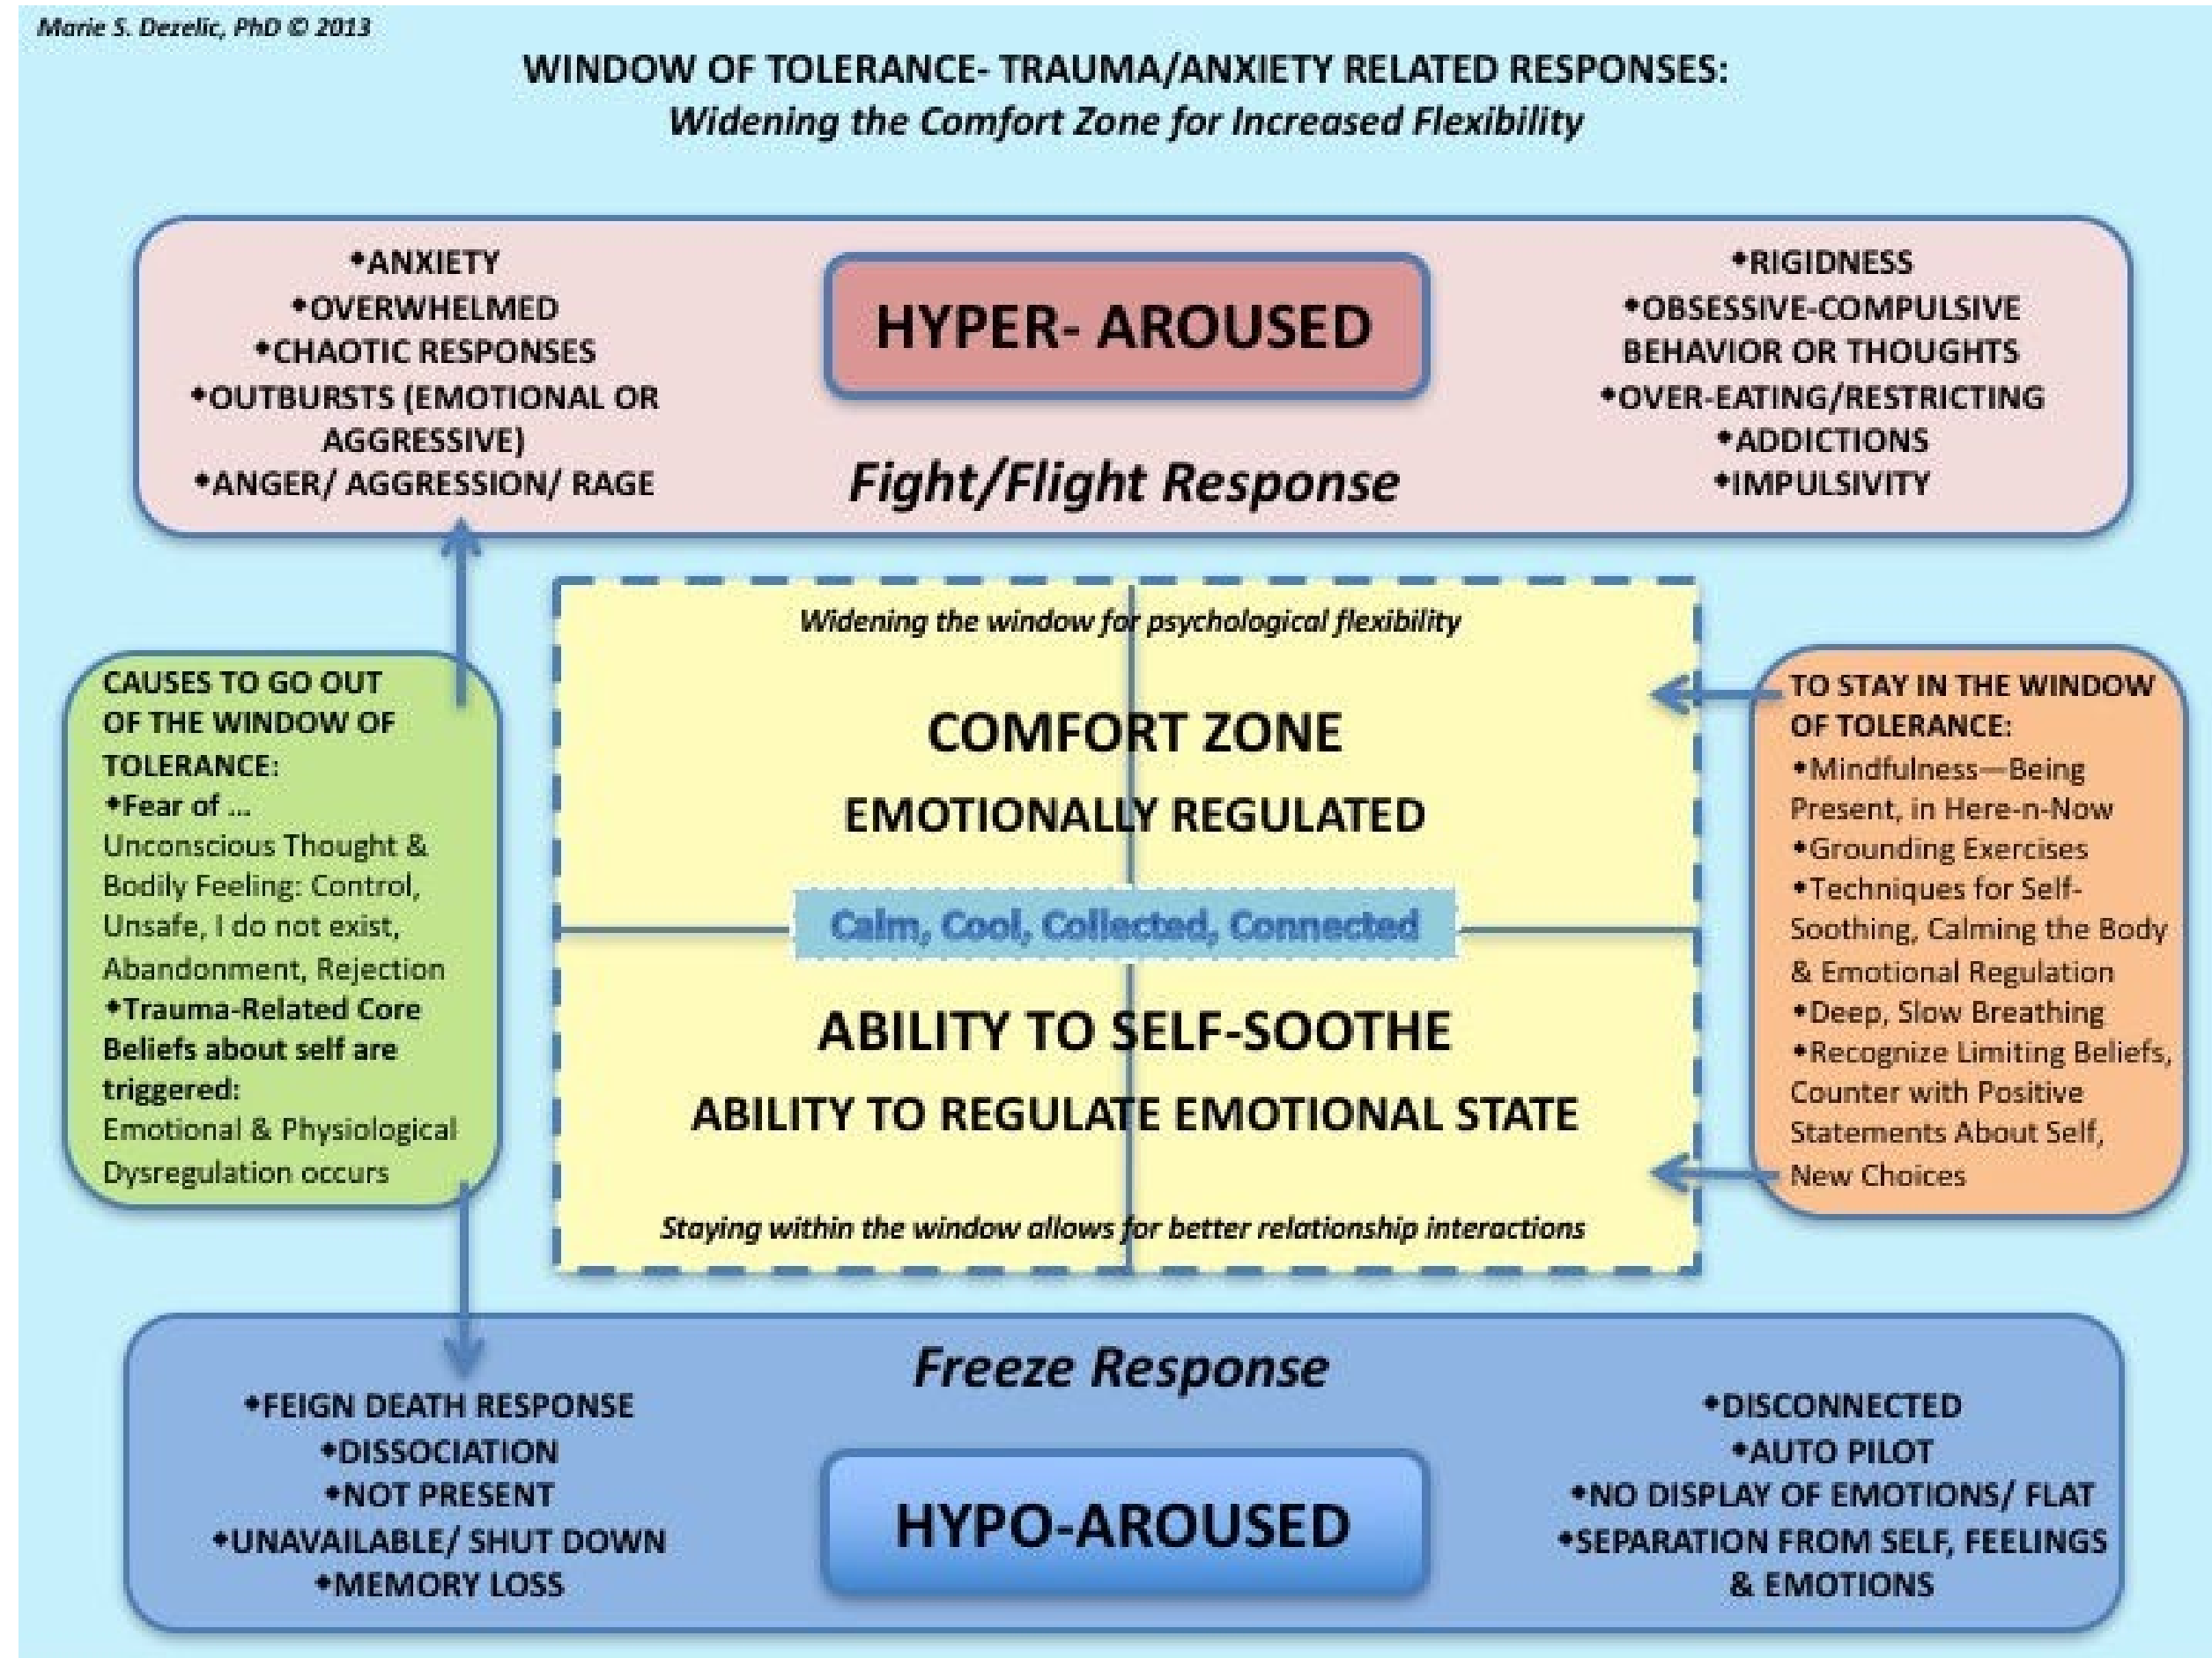 Marie S. Dezelic, PhD © 2013
WINDOW OF TOLERANCE- TRAUMA/ANXIETY RELATED RESPONSES:
Widening the Comfort Zone for Increased Flexibility
*ANXIETY
*OVERWHELMED
*CHAOTIC RESPONSES
*OUTBURSTS (EMOTIONAL OR
AGGRESSIVE)
*ANGER/ AGGRESSION/ RAGE
HYPER- AROUSED
Fight/Flight Response
*RIGIDNESS
*OBSESSIVE-COMPULSIVE
BEHAVIOR OR THOUGHTS
*OVER-EATING/RESTRICTING
*ADDICTIONS
*IMPULSIVITY
CAUSES TO GO OUT
OF THE WINDOW OF
TOLERANCE:
*Fear of ...
Unconscious Thought &
Bodily Feeling: Control,
Unsafe, I do not exist,
Abandonment, Rejection
*Trauma-Related Core
Beliefs about self are
triggered:
Emotional & Physiological
Dysregulation occurs
Widening the window for psychological flexibility
COMFORT ZONE
EMOTIONALLY REGULATED
Calm, Cool, Collected, Connected
ABILITY TO SELF-SOOTHE
ABILITY TO REGULATE EMOTIONAL STATE
Staying within the window allows for better relationship interactions
TO STAY IN THE WINDOW
OF TOLERANCE:
*Mindfulness—Being
Present, in Here-n-Now
*Grounding Exercises
*Techniques for Self-
Soothing, Calming the Body
& Emotional Regulation
*Deep, Slow Breathing
*Recognize Limiting Beliefs,
Counter with Positive
Statements About Self,
New Choices
Freeze Response
HYPO-AROUSED
*FEIGN DEATH RESPONSE
*DISSOCIATION
*NOT PRESENT
*UNAVAILABLE/ SHUT DOWN
*MEMORY LOSS
*DISCONNECTED
*AUTO PILOT
*NO DISPLAY OF EMOTIONS/ FLAT
*SEPARATION FROM SELF, FEELINGS
& EMOTIONS